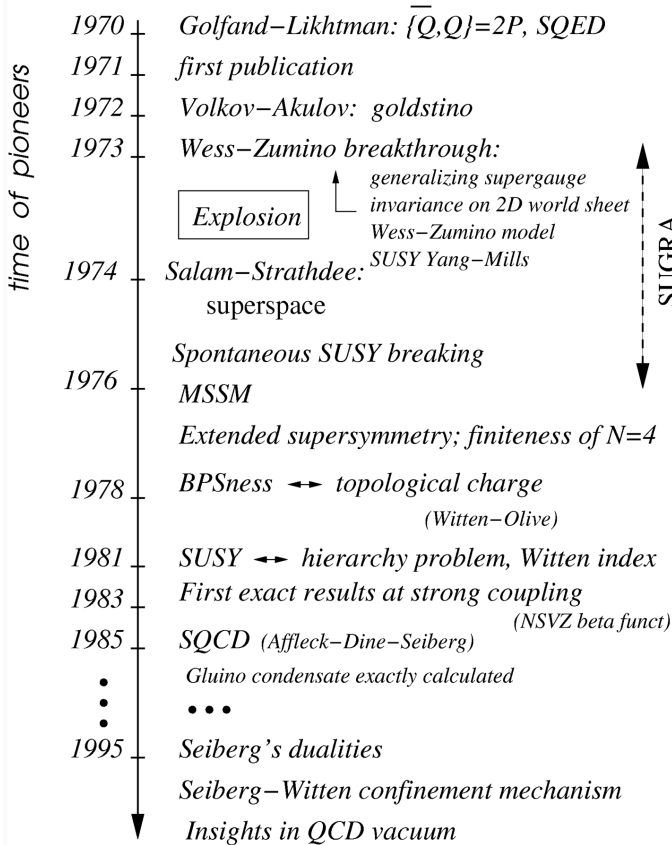 time of pioneers
1970 Golfand−Likhtman: {Q̅,Q}=2P, SQED
1971 first publication
1972 Volkov−Akulov: goldstino
1973 Wess−Zumino breakthrough:
generalizing supergauge
invariance on 2D world sheet
Wess−Zumino model
SUSY Yang−Mills
Explosion
SUGRA
1974 Salam−Strathdee:
superspace
Spontaneous SUSY breaking
1976 MSSM
Extended supersymmetry; finiteness of N=4
1978 BPSness ↔ topological charge
(Witten−Olive)
1981 SUSY ↔ hierarchy problem, Witten index
1983 First exact results at strong coupling
(NSVZ beta funct)
1985 SQCD (Affleck−Dine−Seiberg)
Gluino condensate exactly calculated
•••
1995 Seiberg's dualities
Seiberg−Witten confinement mechanism
Insights in QCD vacuum